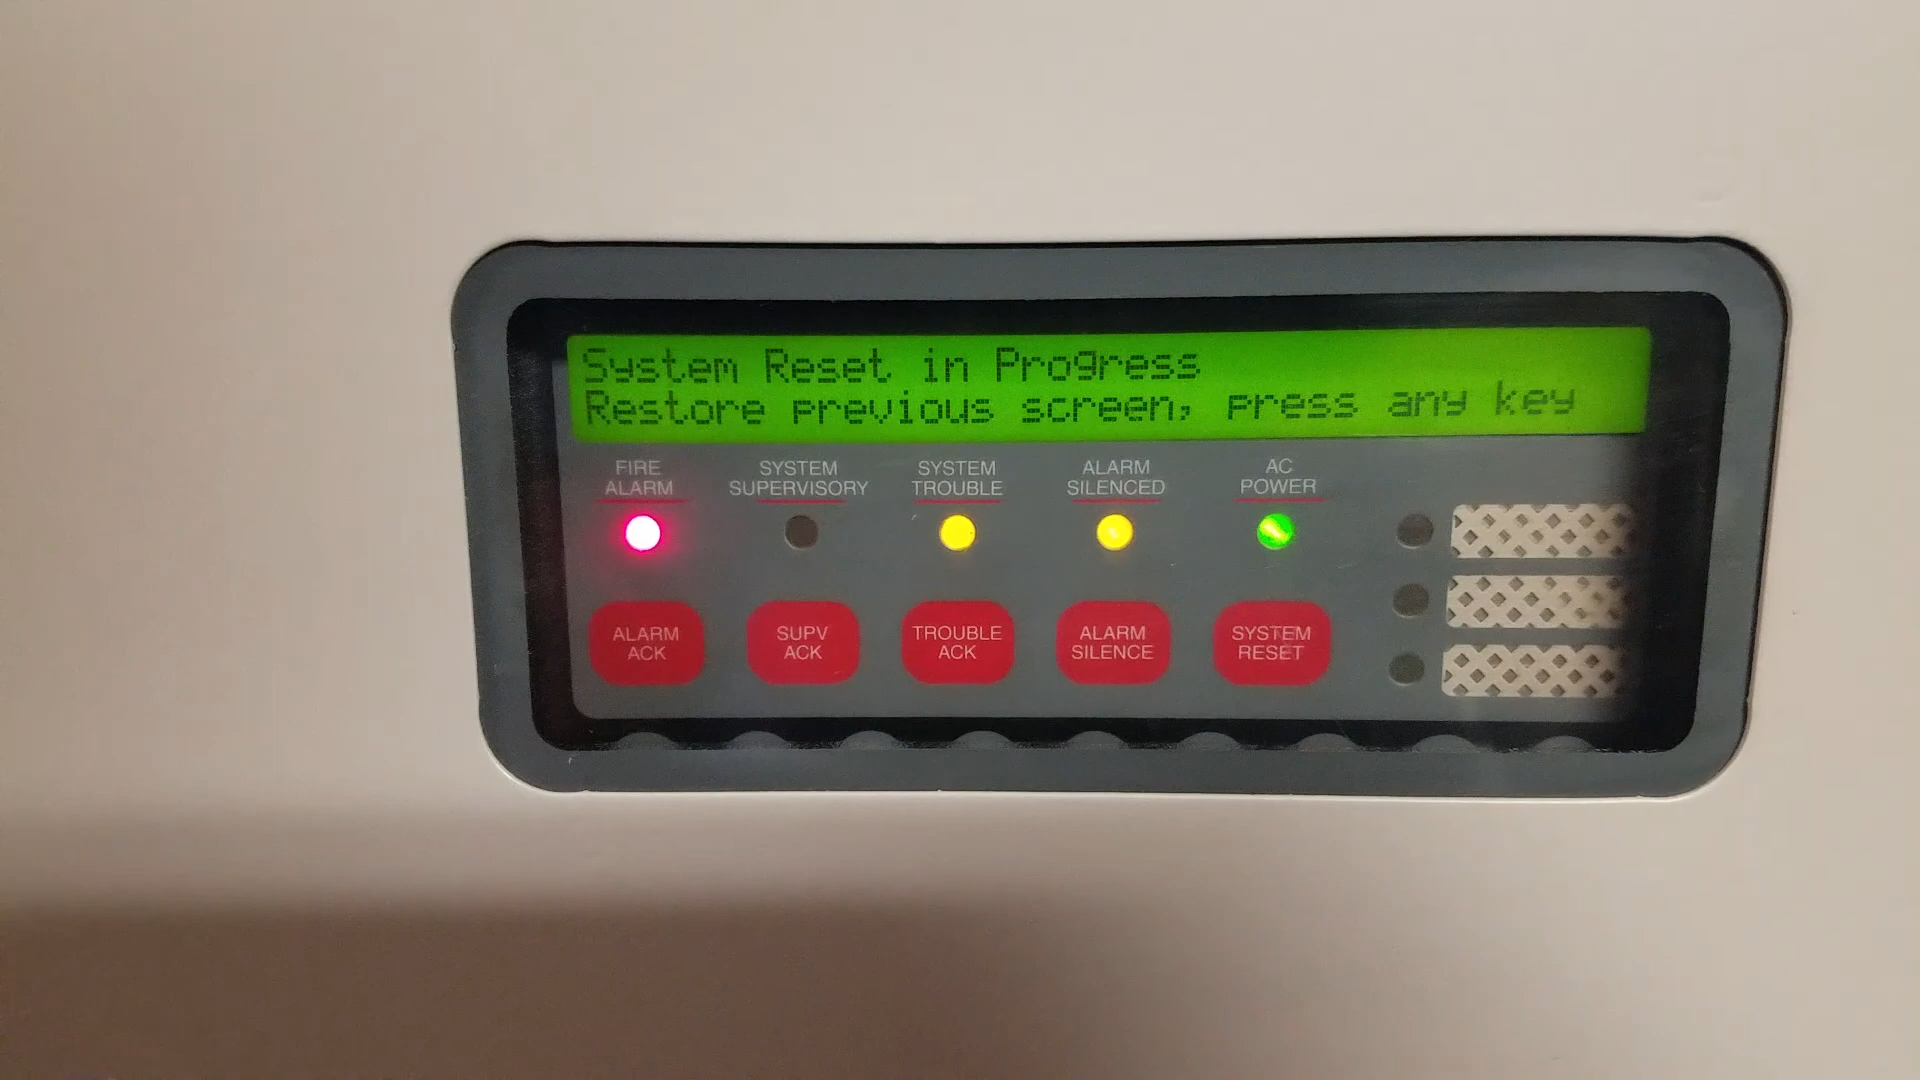 System Reset in Progress
Restore previous screen, press any key
FIRE
ALARM
SYSTEM
SUPERVISORY
SYSTEM
TROUBLE
ALARM
SILENCED
AC
POWER
ALARM
ACK
SUPV
ACK
TROUBLE
ACK
ALARM
SILENCE
SYSTEM
RESET